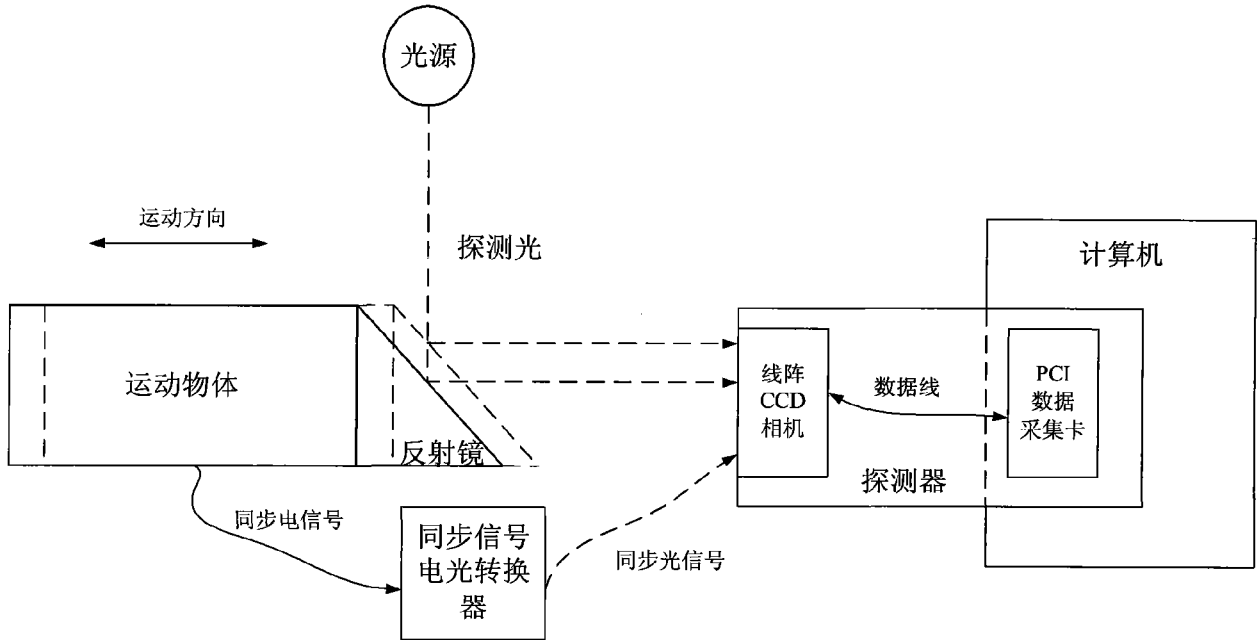 光源
运动方向
探测光
计算机
运动物体
线阵
CCD
相机
数据线
PCI
数据
采集卡
反射镜
探测器
同步电信号
同步信号
电光转换
器
同步光信号